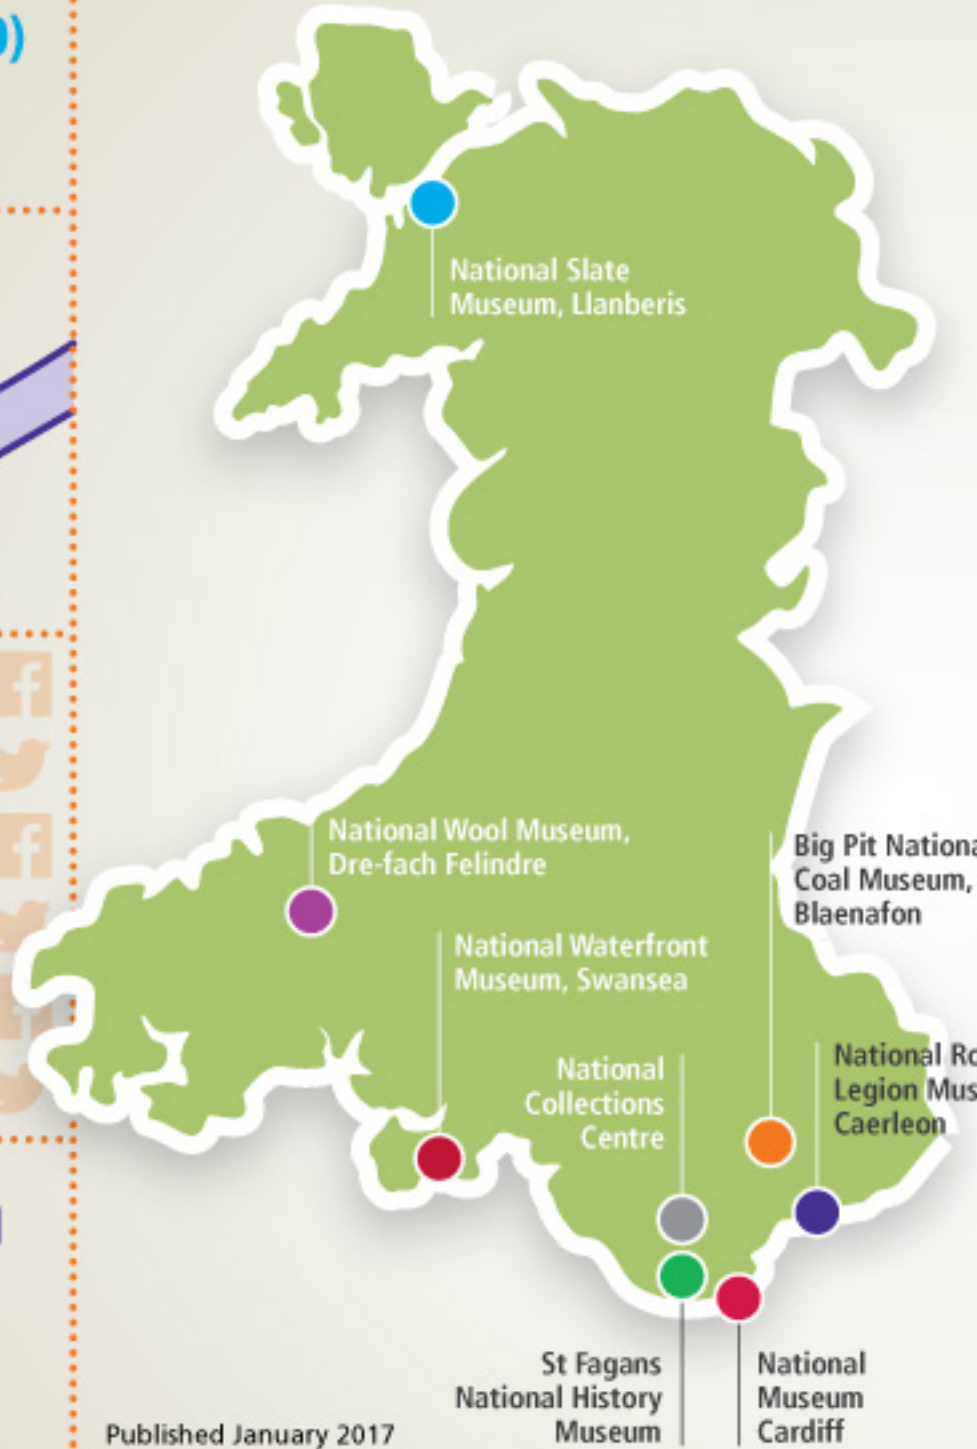 National Slate
Museum, Llanberis
National Wool Museum,
Dre-fach Felindre
Big Pit Nationa
Coal Museum,
Blaenafon
National Waterfront
Museum, Swansea
National
Collections
Centre
National Ro
Legion Mus
Caerleon
St Fagans
National History
Museum
National
Museum
Cardiff
Published January 2017